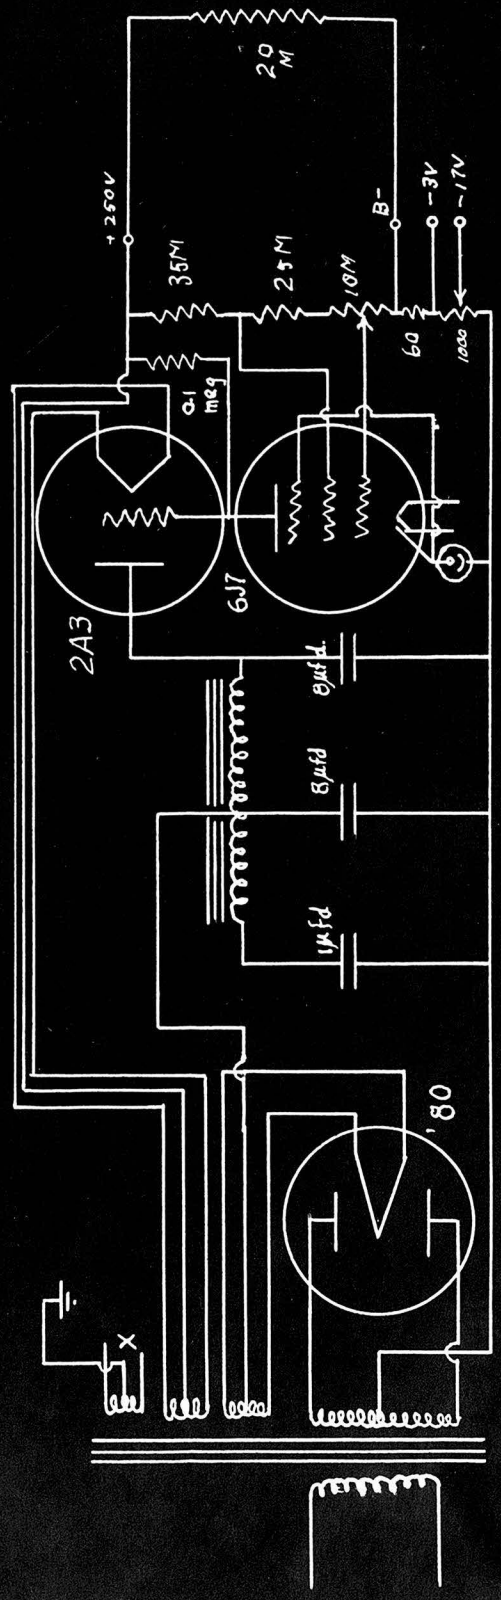 20
M
+250V
B-
-3V
-17V
35M
25M
10M
60
1000
0.1
meg
2A3
6J7
8µfd.
8µfd
1µfd
'80
X